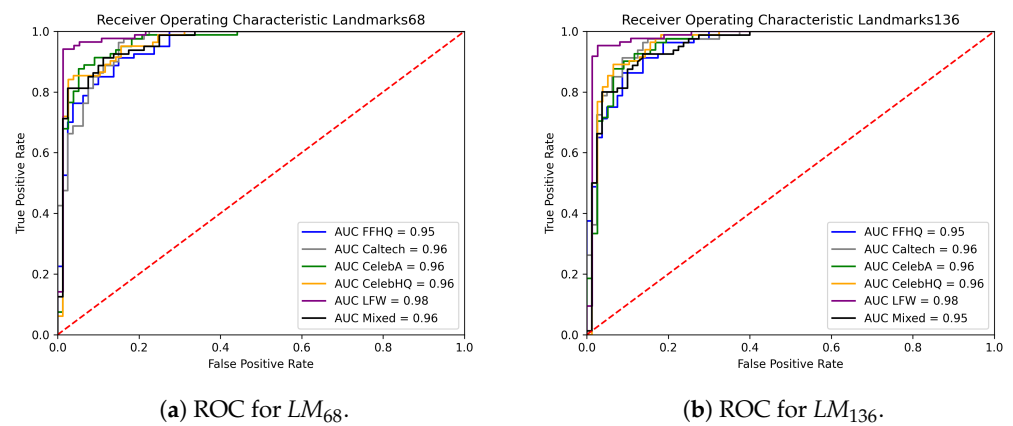 Receiver Operating Characteristic Landmarks68
1.0
0.8
0.6
0.4
0.2
0.0
True Positive Rate
AUC FFHQ = 0.95
AUC Caltech = 0.96
AUC CelebA = 0.96
AUC CelebHQ = 0.96
AUC LFW = 0.98
AUC Mixed = 0.96
0.0 0.2 0.4 0.6 0.8 1.0
False Positive Rate
(a) ROC for LM68.
Receiver Operating Characteristic Landmarks136
1.0
0.8
0.6
0.4
0.2
0.0
True Positive Rate
AUC FFHQ = 0.95
AUC Caltech = 0.96
AUC CelebA = 0.96
AUC CelebHQ = 0.96
AUC LFW = 0.98
AUC Mixed = 0.95
0.0 0.2 0.4 0.6 0.8 1.0
False Positive Rate
(b) ROC for LM136.